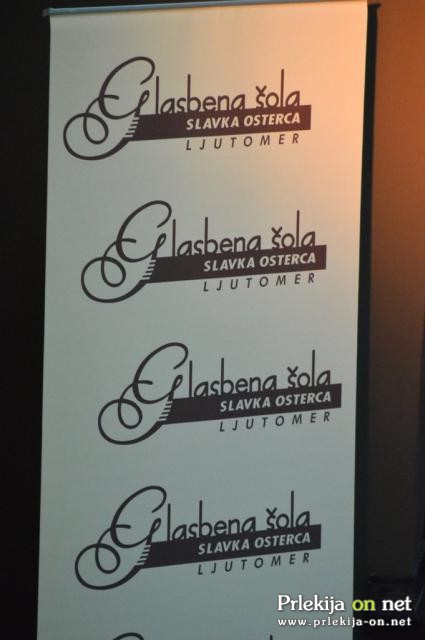 Glasbena šola
SLAVKA OSTERCA
LJUTOMER
Glasbena šola
SLAVKA OSTERCA
LJUTOMER
Glasbena šola
SLAVKA OSTERCA
LJUTOMER
Glasbena šola
SLAVKA OSTERCA
LJUTOMER
Prlekija on net
www.prlekija-on.net